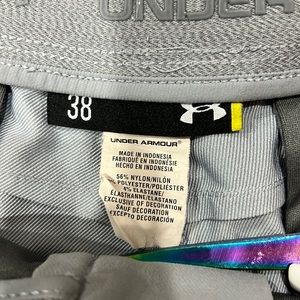 UNDER
38
UNDER ARMOUR®
MADE IN INDONESIA
FABRIQUÉ EN INDONÉSIE
HECHO EN INDONESIA
56% NYLON/NILÓN
POLYESTER/POLIÉSTER
ELASTANE/
ÉLASTHANNE/ELASTANO
EXCLUSIVE OF DECORATION
SAUF DÉCORATION
EXCEPTO DECORACIÓN